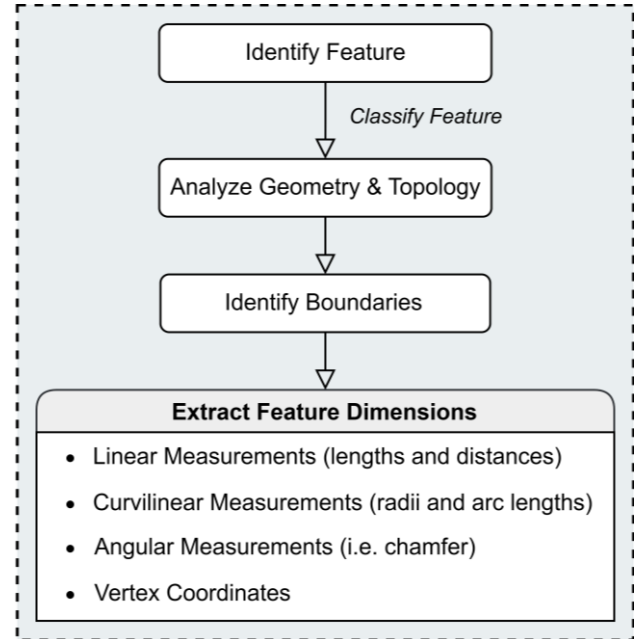 Identify Feature
Classify Feature
Analyze Geometry & Topology
Identify Boundaries
Extract Feature Dimensions
• Linear Measurements (lengths and distances)
• Curvilinear Measurements (radii and arc lengths)
• Angular Measurements (i.e. chamfer)
• Vertex Coordinates